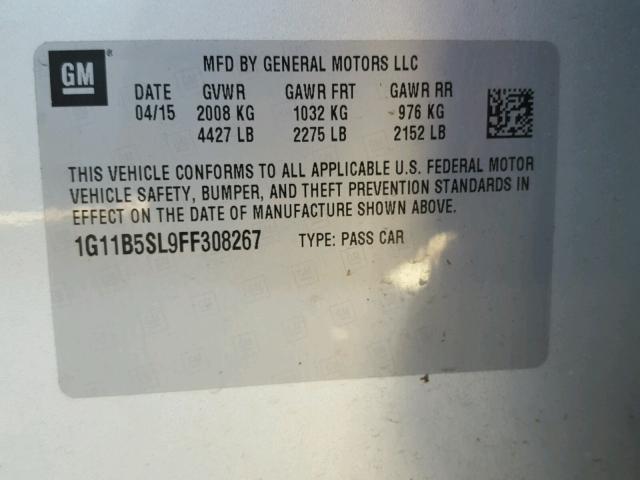 GM ®
MFD BY GENERAL MOTORS LLC
DATE GVWR GAWR FRT GAWR RR
04/15 2008 KG 1032 KG 976 KG
4427 LB 2275 LB 2152 LB
THIS VEHICLE CONFORMS TO ALL APPLICABLE U.S. FEDERAL MOTOR
VEHICLE SAFETY, BUMPER, AND THEFT PREVENTION STANDARDS IN
EFFECT ON THE DATE OF MANUFACTURE SHOWN ABOVE.
1G11B5SL9FF308267 TYPE: PASS CAR